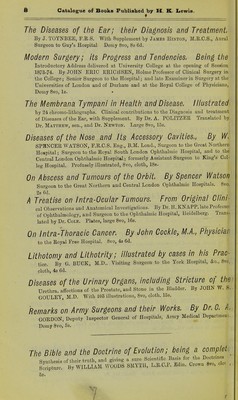 8 Catalogue of Books Published by H. K. Lewis.
The Diseases of the Ear; their Diagnosis and Treatment.
By J. TOYNBEE, F.R.S. With Supplement by JAMES HINTON, M.R.C.S., Aural
Surgeon to Guy's Hospital Demy 8vo, 8s 6d.
Modern Surgery; its Progress and Tendencies. Being the
Introductory Address delivered at University College at the opening of Session
1873-74. By JOHN ERIC ERICHSEN, Holme Professor of Clinical Surgery in
the College; Senior Surgeon to the Hospital; and late Examiner in Surgery at the
Universities of London and of Durham and at the Royal College of Physicians,
Demy 8vo, 1s.
The Membrana Tympani in Health and Disease. Illustrated
by 24 chromo-lithographs. Clinical contributions to the Diagnosis and treatment
of Diseases of the Ear, with Supplement. By Dr. A. POLITZER Translated by
Dr. MATHEWSON, and Dr. NEWTON. Large 8vo,
Diseases of the Nose and Its Accessory Cavities. By W.
SPENCER WATSON, F.R.C.S. Eng., B.M. Lond., Surgeon to the Great Northern
Hospital; Surgeon to the Royal South London Ophthalmic Hospital, and to the
Central London Ophthalmic Hospital; formerly Assistant Surgeon to King's Col-
leg Hospital. Profusely illustrated, 8vo, cloth, 18s.
On Abscess and Tumours of the Orbit. By Spencer Watson
Surgeon to the Great Northern and Central London Ophthalmic Hospitals. 8vo
2s 6d.
A Treatise on Intra-Ocular Tumours. From Original Clini-
cal Observations and Anatomical Investigations. By Dr. H. KNAPP, late Professor
of Ophthalmology, and Surgeon to the Ophthalmic Hospital, Heidelberg. Trans-
lated by Dr. COLE. Plates, large 8vo,
On Intra-Thoracic Cancer. By John Cockle, M.A., Physician
to the Royal Free Hospital. 8vo, 4s 6d.
Lithotomy and Lithotrity; illustrated by cases in his Prac-
tice. By G. BUCK, M.D., Visiting Surgeon to the York Hospital, &c., 8vo,
cloth, 4s 6d.
Diseases of the Urinary Organs, including Stricture of the
Urethra, affections of the Prostate, and Stone in the Bladder. By JOHN W. S.
GOULEY, M.D. With 103 illustrations, 8vo, cloth, 15s.
Remarks on Army Surgeons and their Works. By Dr. C. A.
GORDON, Deputy Inspector General of Hospitals, Army Medical Department.
Demy 8vo, 5s.
The Bible and the Doctrine of Evolution; being a complete
Synthesis of their truth, and giving a sure Scientific Basis for the Doctrines
Scripture. By WILLIAM WOODS SMYTH, L.R.C.P. Edin. Crown 8vo,